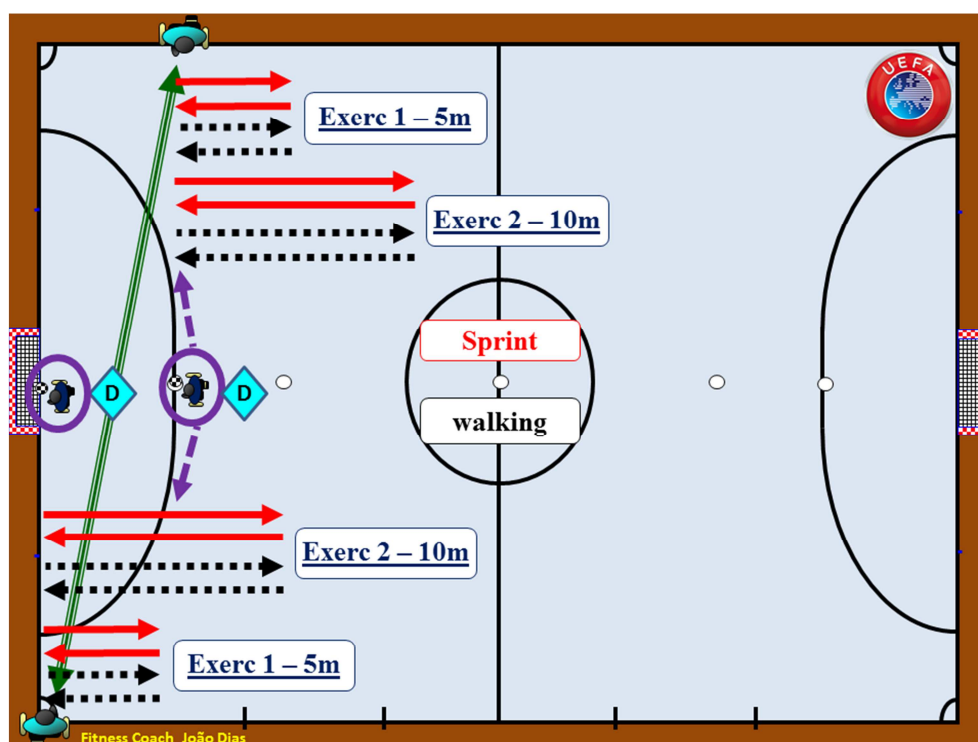 UEFA
Exerc 1 – 5m
Exerc 2 – 10m
Sprint
D
D
walking
Exerc 2 – 10m
Exerc 1 – 5m
Fitness Coach João Dias